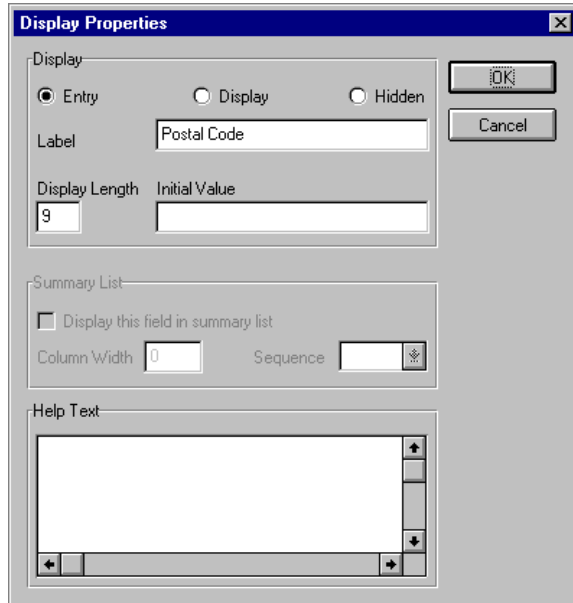 Display Properties
Display
Entry Display Hidden
OK
Label Postal Code
Cancel
Display Length Initial Value
9
Summary List
Display this field in summary list
Column Width 0 Sequence
Help Text